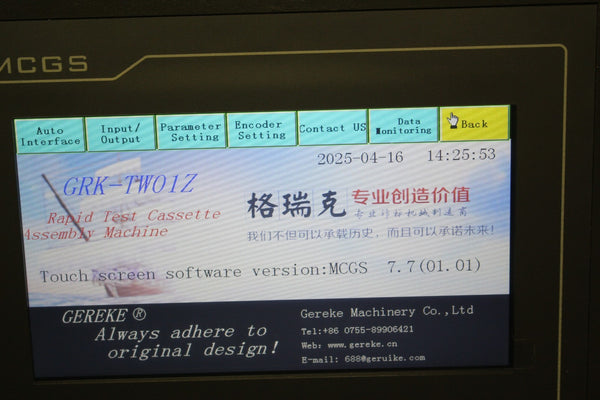 MCGS
Auto Interface
Input/ Output
Parameter Setting
Encoder Setting
Contact US
Data Monitoring
Back
2025-04-16 14:25:53
GRK-TW01Z
Rapid Test Cassette
Assembly Machine
格瑞克
专业创造价值
我们不但可以承载历史，而且可以承诺未来！
Touch screen software version:MCGS 7.7(01.01)
GEREKE ®
Always adhere to
original design!
Gereke Machinery Co.,Ltd
Tel:+86 0755-89906421
Web: www.gereke.cn
E-mail: 688@geruike.com